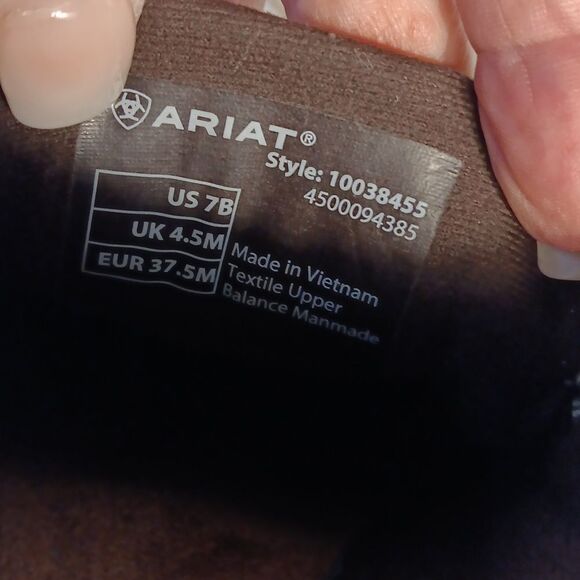 ARIAT®
Style: 10038455
4500094385
US 7B
UK 4.5M
EUR 37.5M
Made in Vietnam
Textile Upper
Balance Manmade